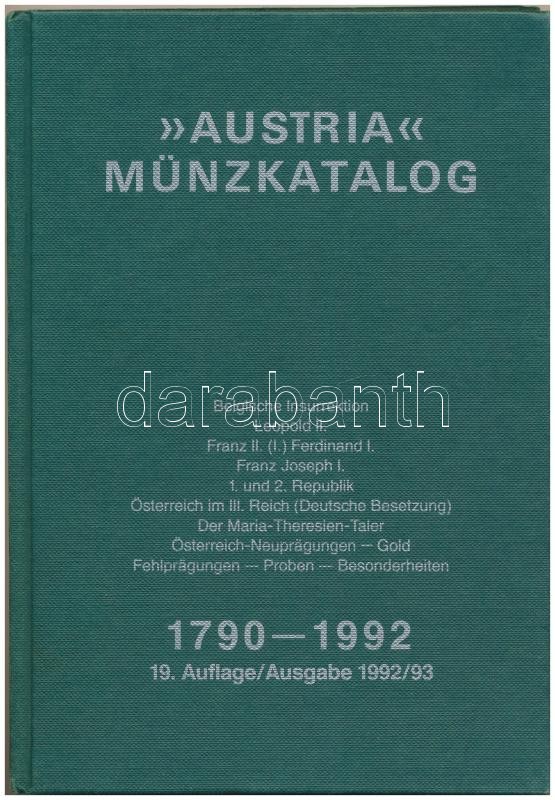 »AUSTRIA«
MÜNZKATALOG
darabanth
Belgische Insurrektion
Leopold II.
Franz II. (I.) Ferdinand I.
Franz Joseph I.
1. und 2. Republik
Österreich im III. Reich (Deutsche Besetzung)
Der Maria-Theresien-Taler
Österreich-Neuprägungen — Gold
Fehlprägungen — Proben — Besonderheiten
1790—1992
19. Auflage/Ausgabe 1992/93